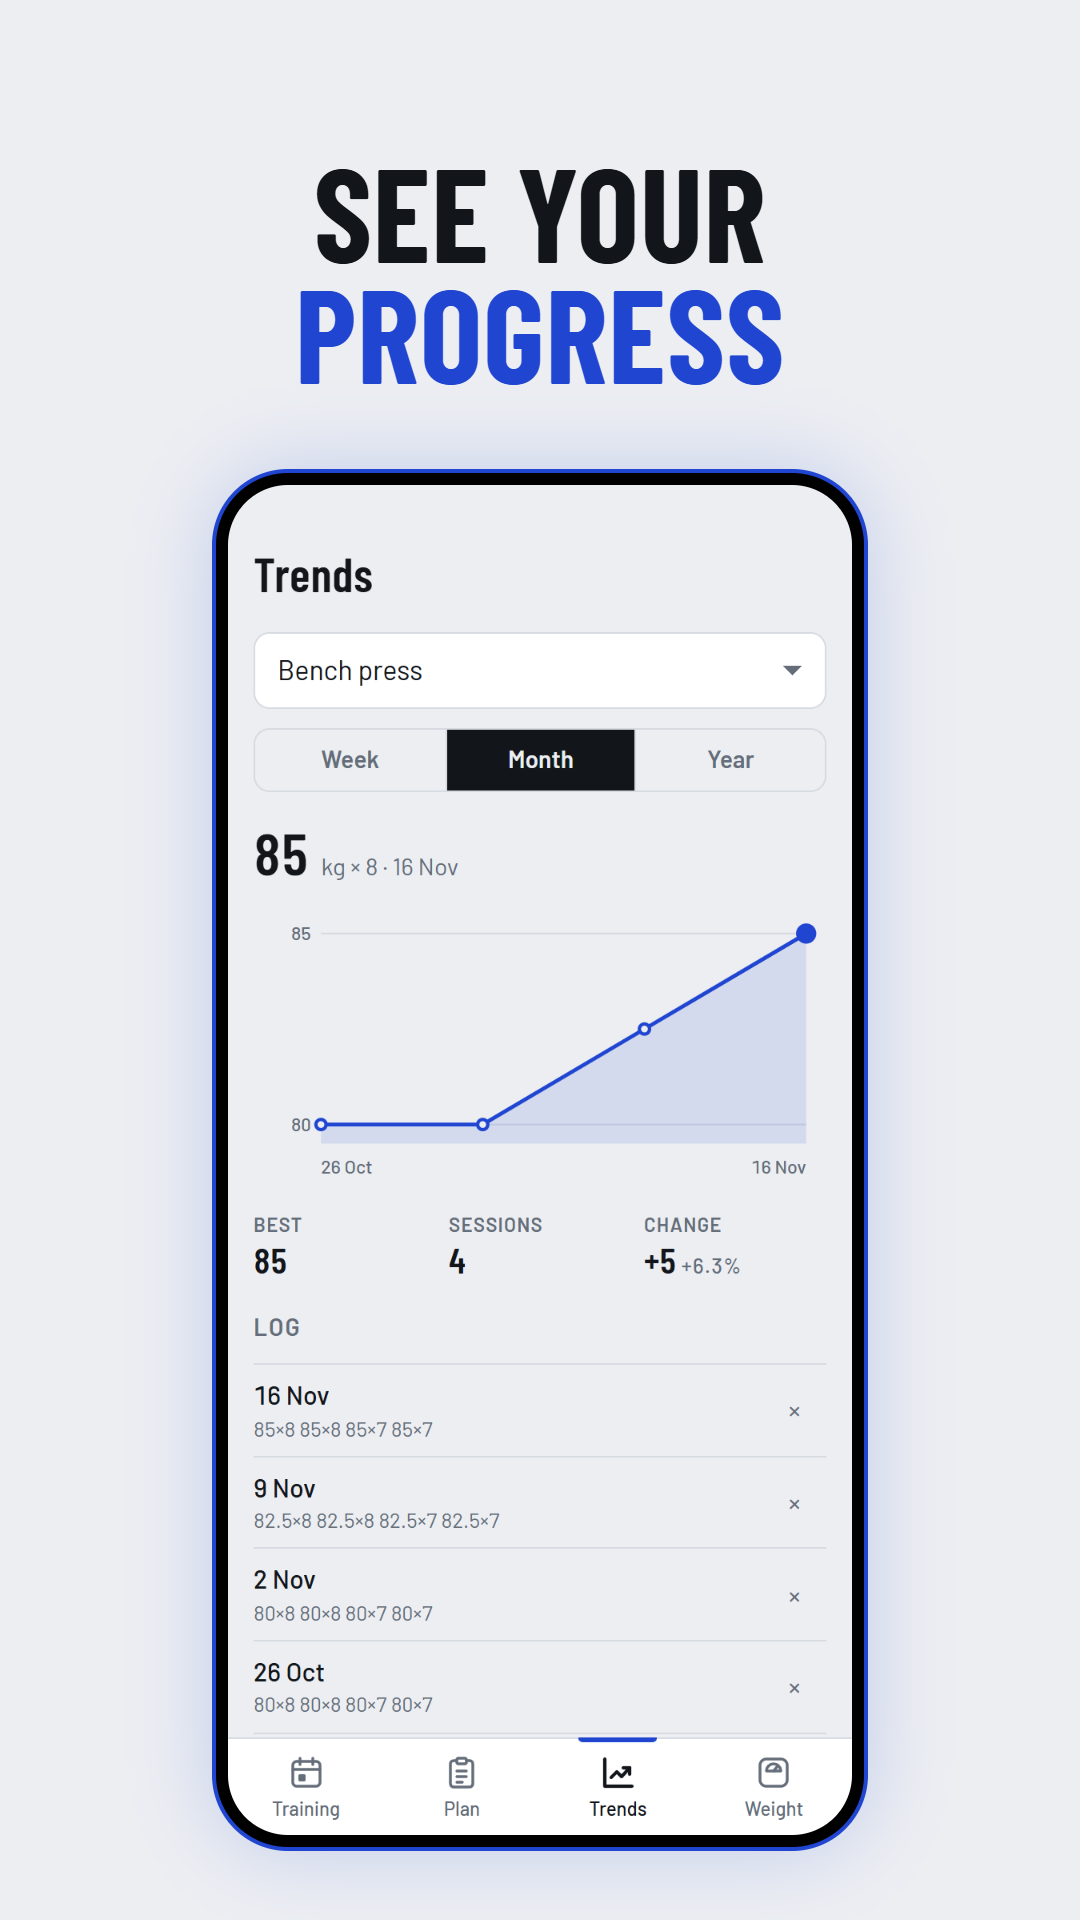 SEE YOUR
PROGRESS
Trends
Bench press
Week Month Year
85 kg × 8 · 16 Nov
85
80
26 Oct 16 Nov
BEST SESSIONS CHANGE
85 4 +5 +6.3%
LOG
16 Nov
85×8 85×8 85×7 85×7
×
9 Nov
82.5×8 82.5×8 82.5×7 82.5×7
×
2 Nov
80×8 80×8 80×7 80×7
×
26 Oct
80×8 80×8 80×7 80×7
×
Training Plan Trends Weight